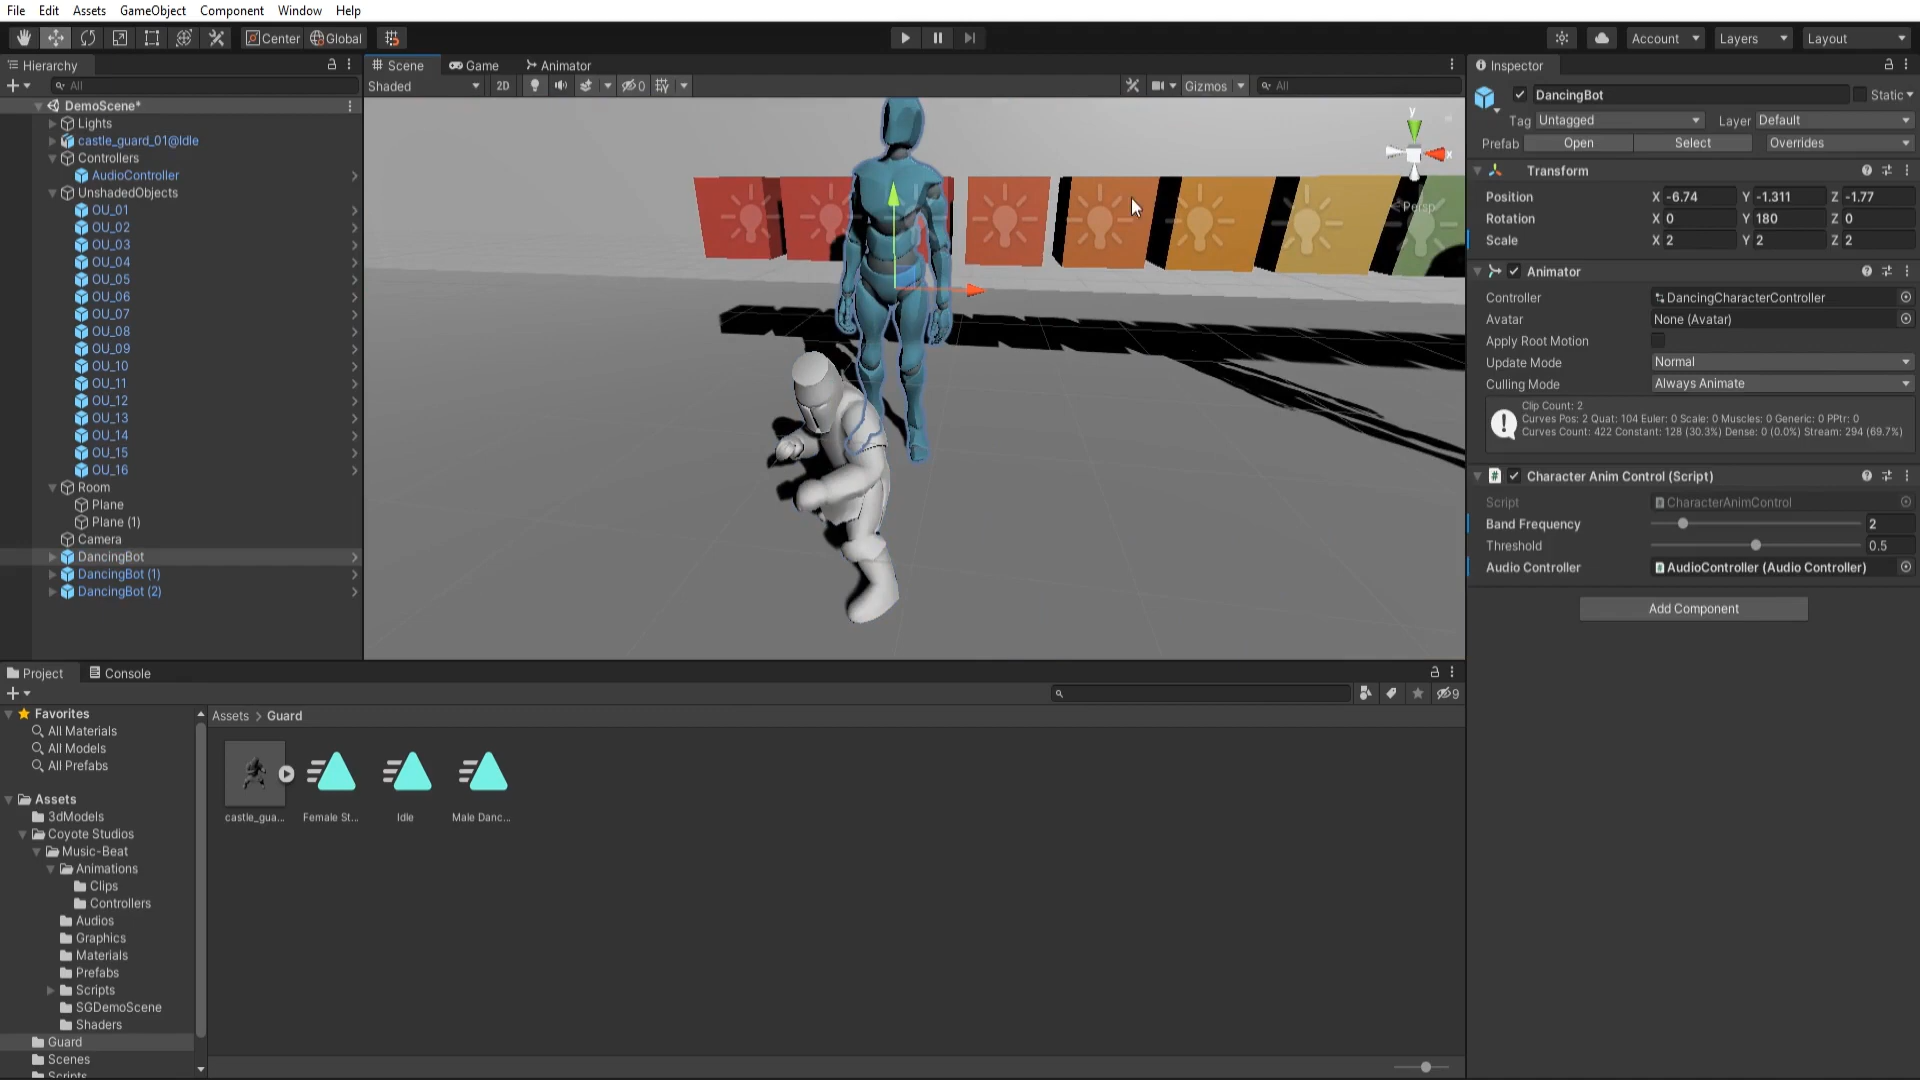 File Edit Assets GameObject Component Window Help
Center Global
Account Layers Layout
Hierarchy
All
DemoScene*
Lights
castle_guard_01@Idle
Controllers
AudioController
UnshadedObjects
OU_01
OU_02
OU_03
OU_04
OU_05
OU_06
OU_07
OU_08
OU_09
OU_10
OU_11
OU_12
OU_13
OU_14
OU_15
OU_16
Room
Plane
Plane (1)
Camera
DancingBot
DancingBot (1)
DancingBot (2)
Scene Game Animator
Shaded 2D 0 Gizmos All
y
x
Persp
Inspector
DancingBot Static
Tag Untagged Layer Default
Prefab Open Select Overrides
Transform
Position X -6.74 Y -1.311 Z -1.77
Rotation X 0 Y 180 Z 0
Scale X 2 Y 2 Z 2
Animator
Controller DancingCharacterController
Avatar None (Avatar)
Apply Root Motion
Update Mode Normal
Culling Mode Always Animate
Clip Count: 2
Curves Pos: 2 Quat: 104 Euler: 0 Scale: 0 Muscles: 0 Generic: 0 PPtr: 0
Curves Count: 422 Constant: 128 (30.3%) Dense: 0 (0.0%) Stream: 294 (69.7%)
Character Anim Control (Script)
Script CharacterAnimControl
Band Frequency 2
Threshold 0.5
Audio Controller AudioController (Audio Controller)
Add Component
Project Console
9
Favorites
All Materials
All Models
All Prefabs
Assets
3dModels
Coyote Studios
Music-Beat
Animations
Clips
Controllers
Audios
Graphics
Materials
Prefabs
Scripts
SGDemoScene
Shaders
Guard
Scenes
Scripts
Assets > Guard
castle_gua... Female St... Idle Male Danc...